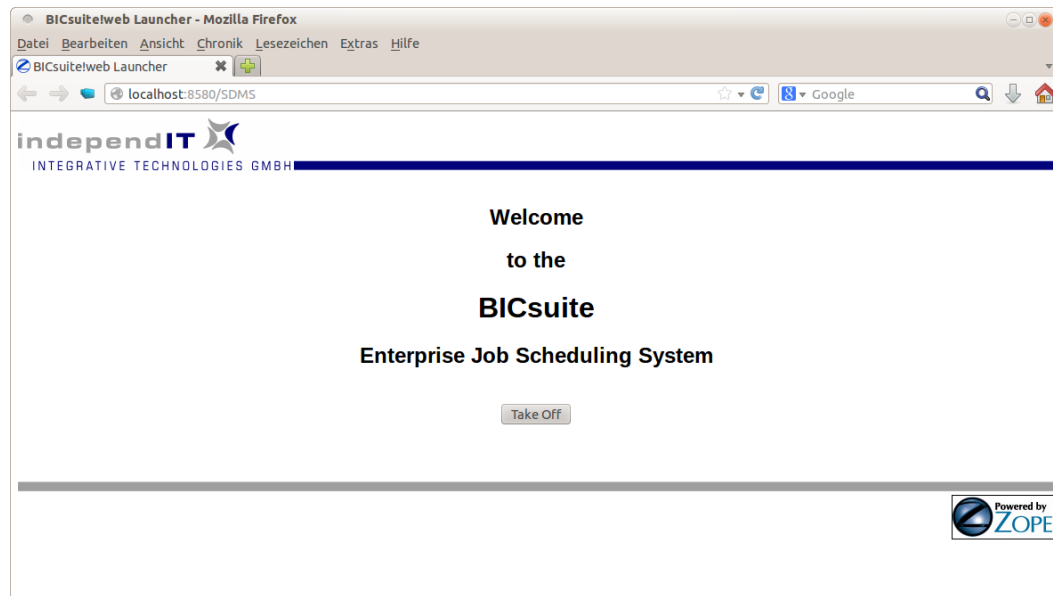 BICsuite!web Launcher - Mozilla Firefox
Datei Bearbeiten Ansicht Chronik Lesezeichen Extras Hilfe
BICsuite!web Launcher
localhost:8580/SDMS
8 Google
independIT
INTEGRATIVE TECHNOLOGIES GMBH
Welcome
to the
BICsuite
Enterprise Job Scheduling System
Take Off
Powered by
ZOPE